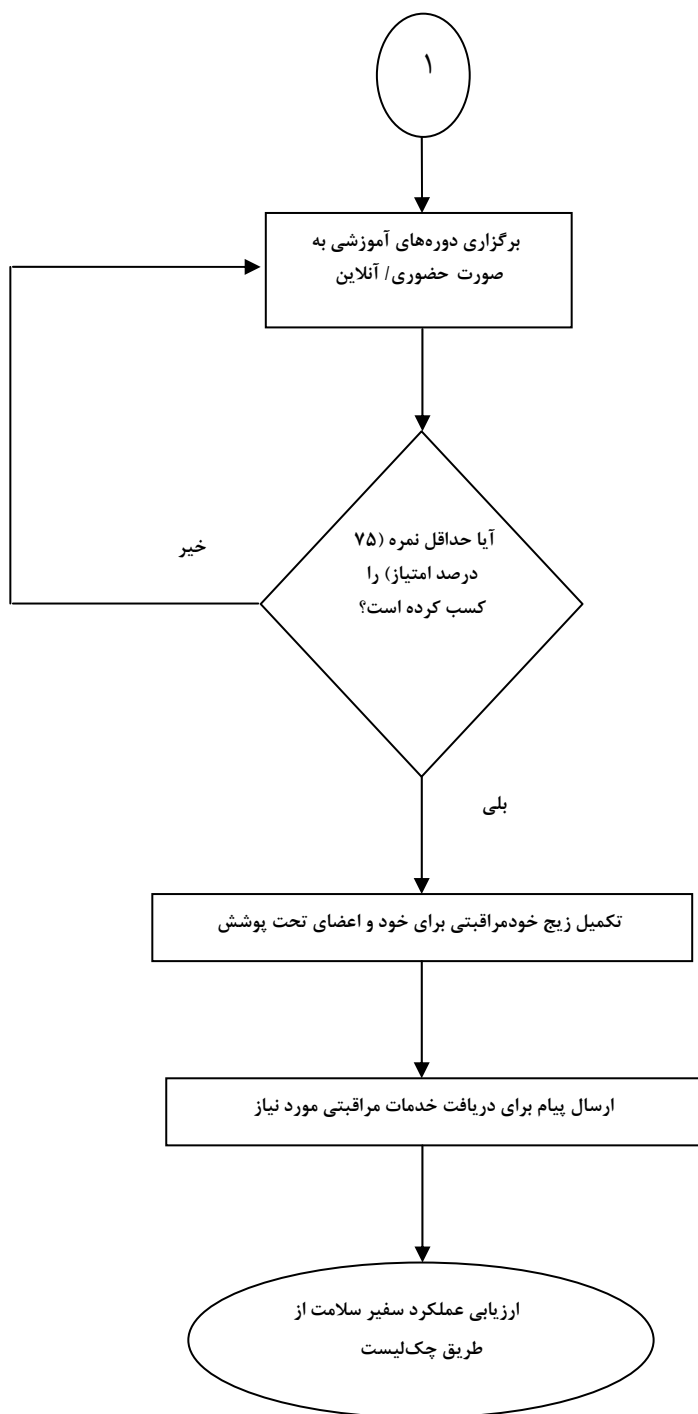 ۱
برگزاری دوره‌های آموزشی به
صورت حضوری/ آنلاین
خیر
آیا حداقل نمره (۷۵
درصد امتیاز) را
کسب کرده است؟
بلی
تکمیل زیج خودمراقبتی برای خود و اعضای تحت پوشش
ارسال پیام برای دریافت خدمات مراقبتی مورد نیاز
ارزیابی عملکرد سفیر سلامت از
طریق چک‌لیست